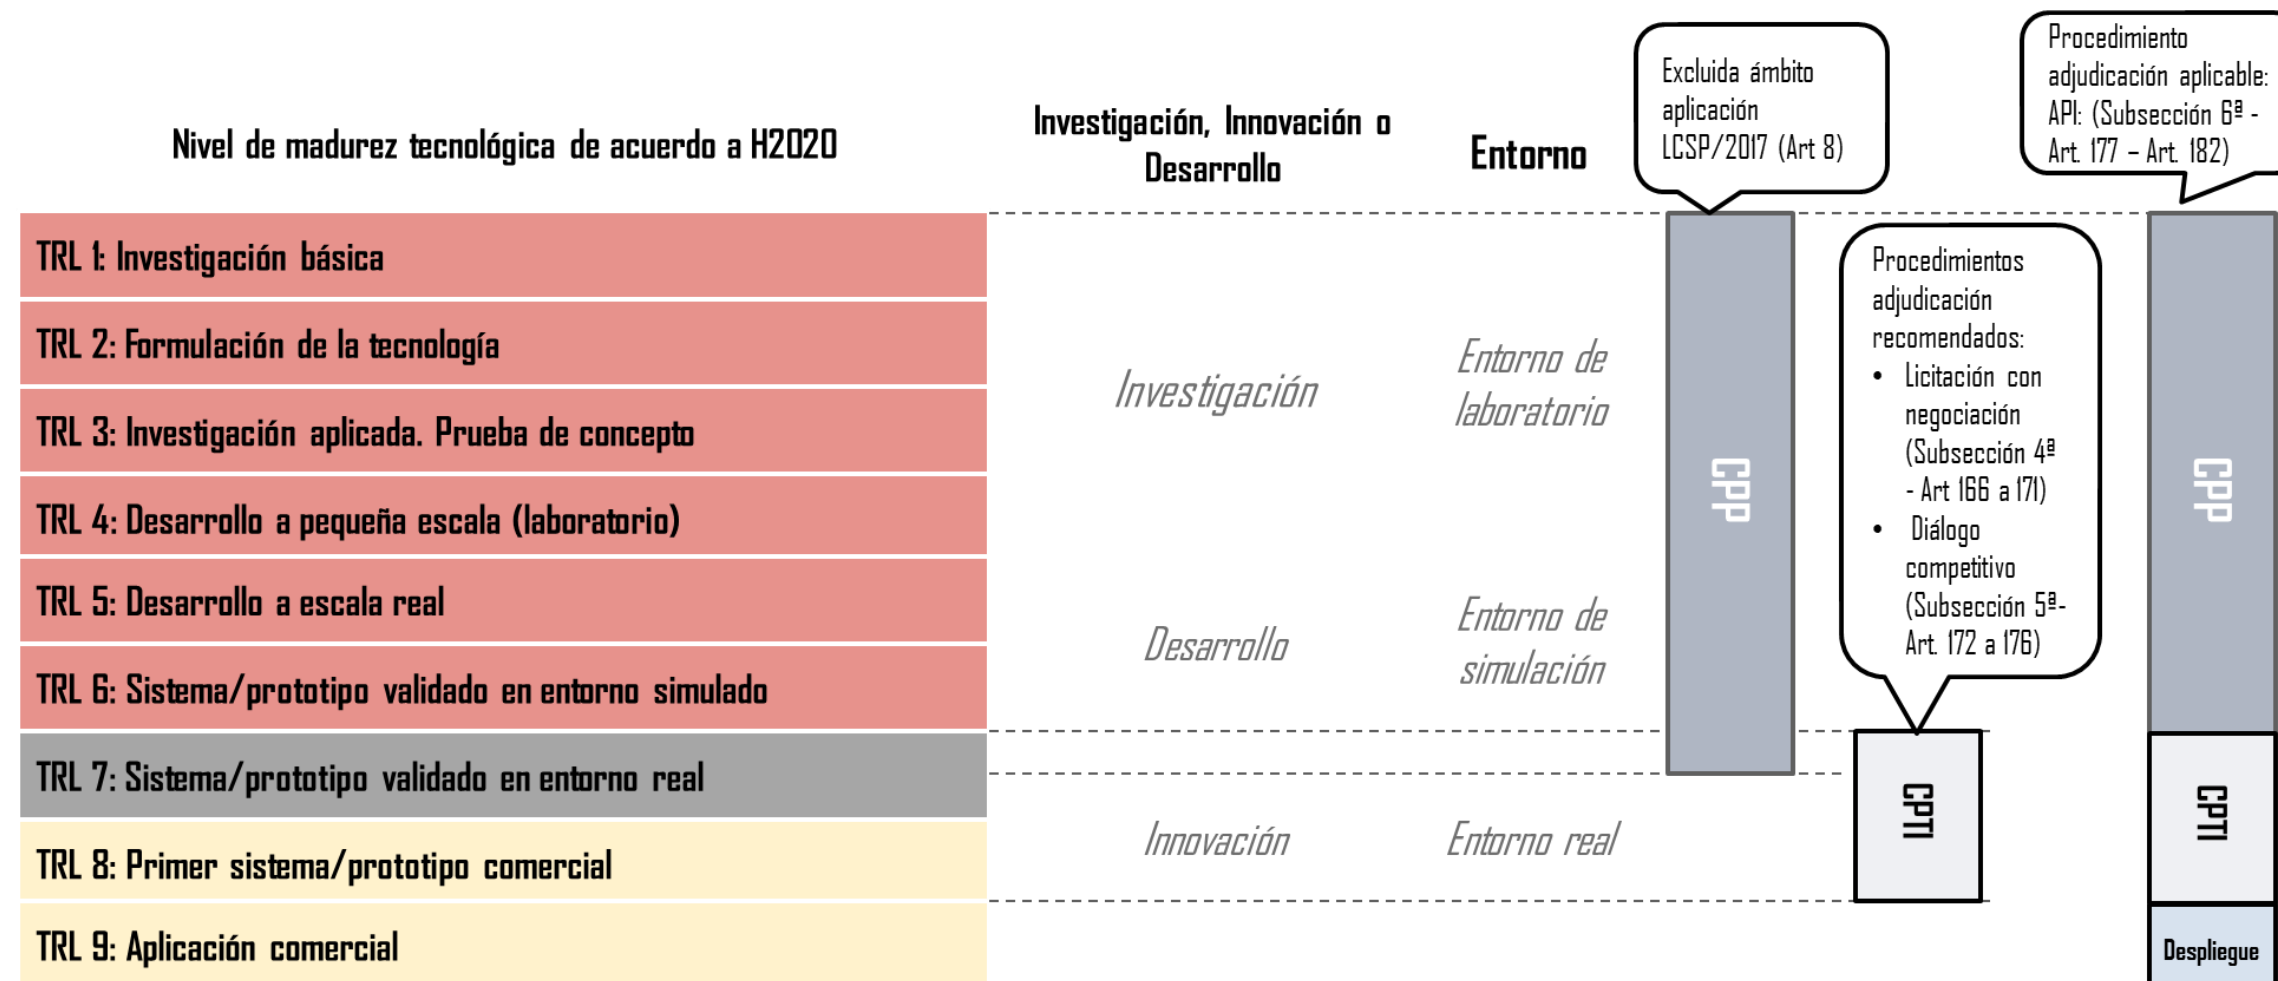 Nivel de madurez tecnológica de acuerdo a H2020
Investigación, Innovación o
Desarrollo
Entorno
Excluida ámbito
aplicación
LCSP/2017 (Art 8)
Procedimiento
adjudicación aplicable:
API: (Subsección 6ª -
Art. 177 – Art. 182)
TRL 1: Investigación básica
TRL 2: Formulación de la tecnología
TRL 3: Investigación aplicada. Prueba de concepto
TRL 4: Desarrollo a pequeña escala (laboratorio)
TRL 5: Desarrollo a escala real
TRL 6: Sistema/prototipo validado en entorno simulado
TRL 7: Sistema/prototipo validado en entorno real
TRL 8: Primer sistema/prototipo comercial
TRL 9: Aplicación comercial
Investigación
Desarrollo
Innovación
Entorno de
laboratorio
Entorno de
simulación
Entorno real
CPP
Procedimientos
adjudicación
recomendados:
• Licitación con
negociación
(Subsección 4ª
- Art 166 a 171)
• Diálogo
competitivo
(Subsección 5ª-
Art. 172 a 176)
CPTI
CPP
CPTI
Despliegue